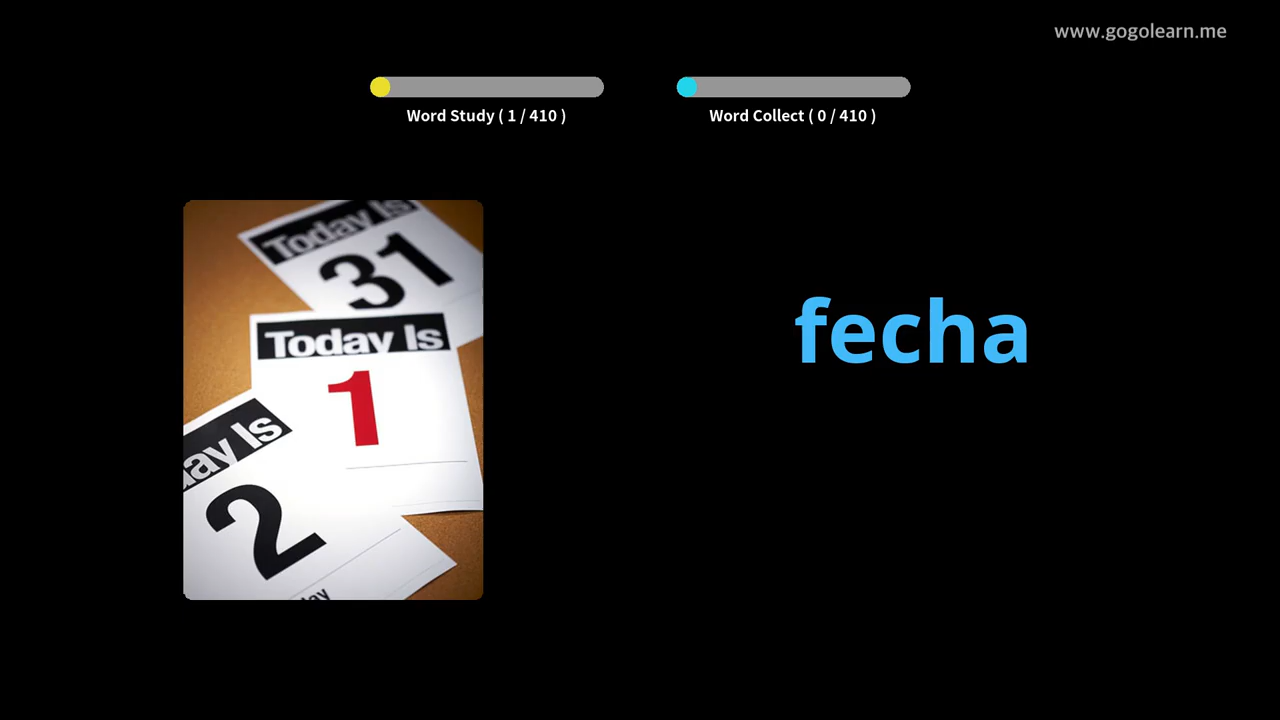 www.gogolearn.me
Word Study ( 1 / 410 )
Word Collect ( 0 / 410 )
Today Is
31
Today Is
1
ay Is
2
fecha